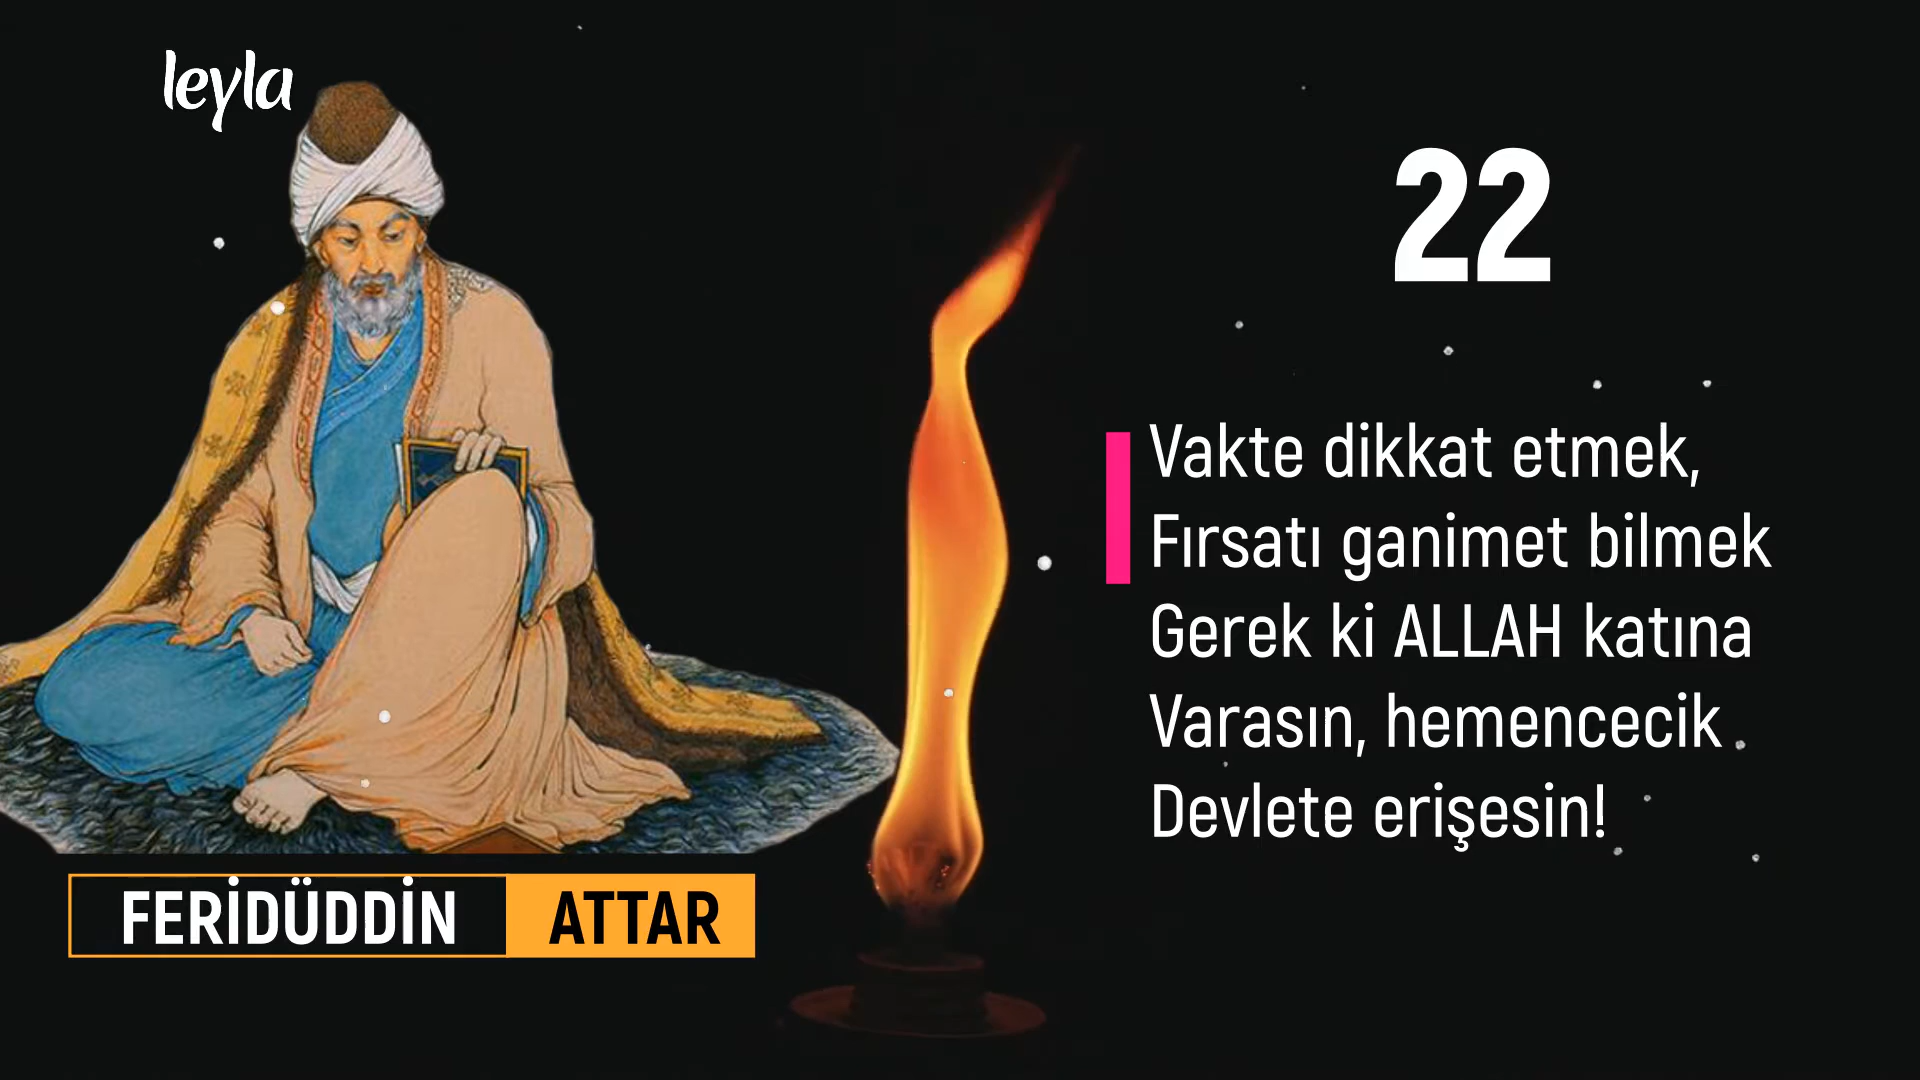 leyla
22
Vakte dikkat etmek,
Fırsatı ganimet bilmek
Gerek ki ALLAH katına
Varasın, hemencecik
Devlete erişesin!
FERİDÜDDİN ATTAR